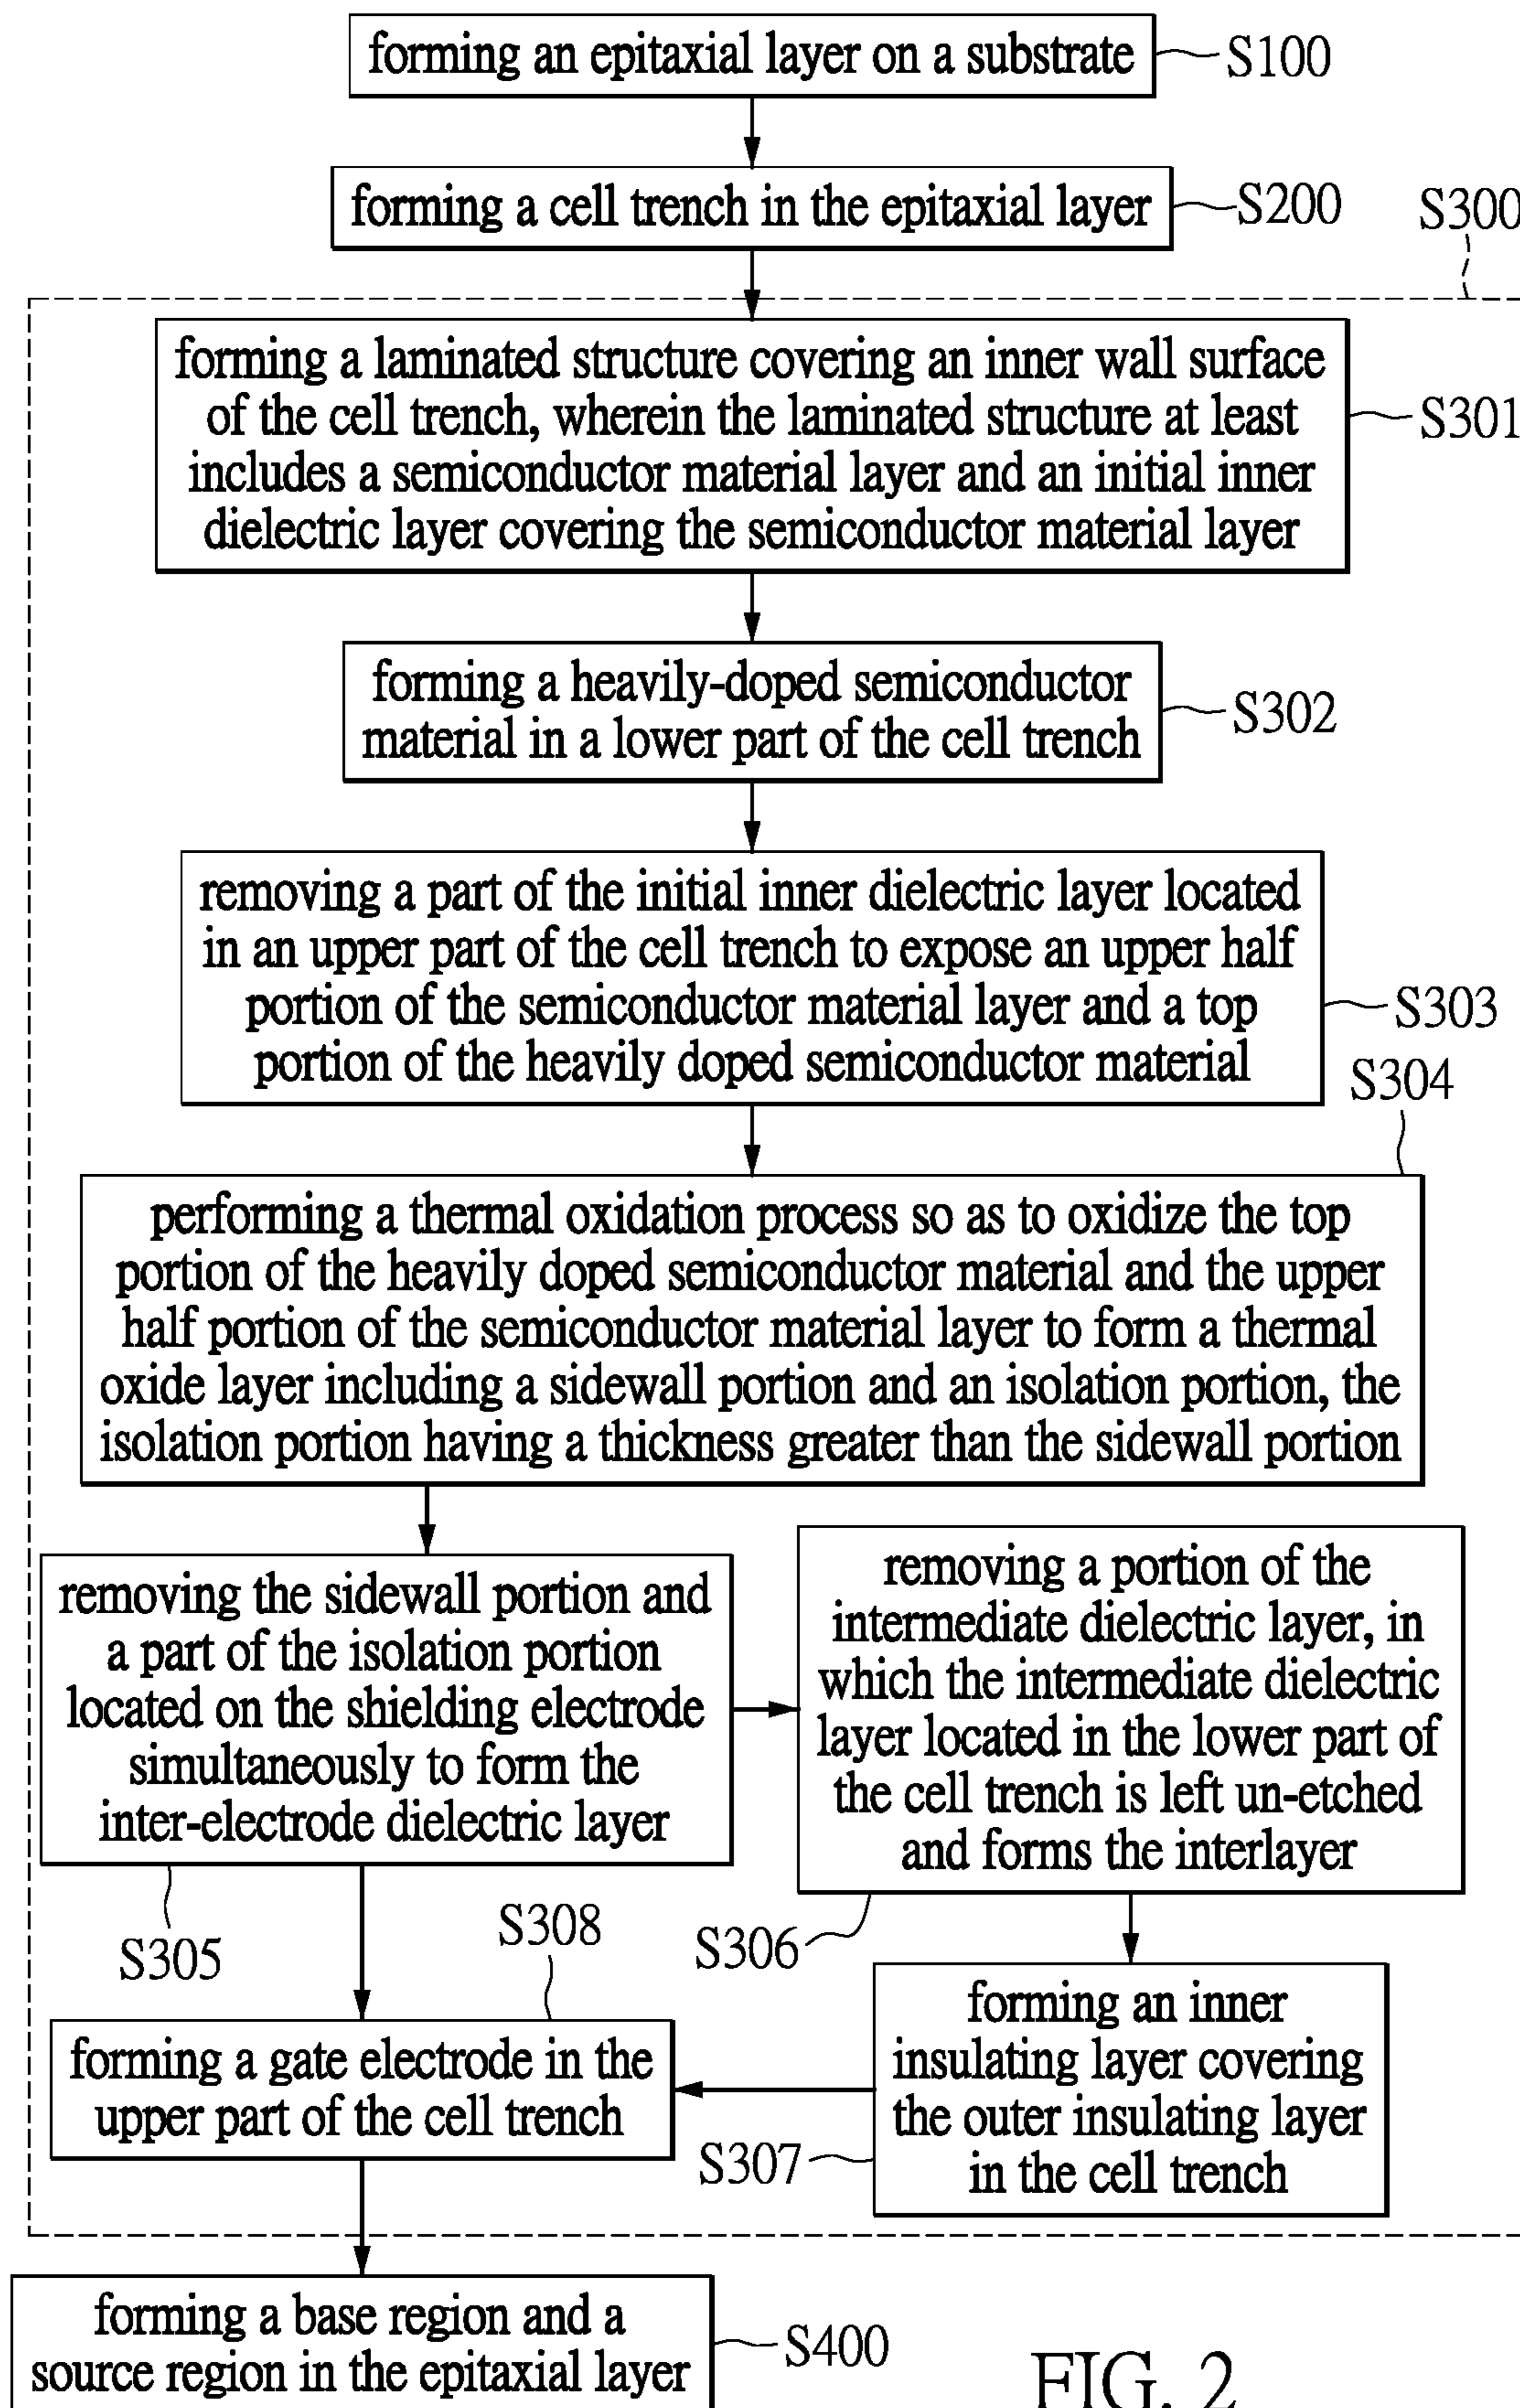 forming an epitaxial layer on a substrate
S100
forming a cell trench in the epitaxial layer
S200
S300
forming a laminated structure covering an inner wall surface
of the cell trench, wherein the laminated structure at least
includes a semiconductor material layer and an initial inner
dielectric layer covering the semiconductor material layer
S301
forming a heavily-doped semiconductor
material in a lower part of the cell trench
S302
removing a part of the initial inner dielectric layer located
in an upper part of the cell trench to expose an upper half
portion of the semiconductor material layer and a top
portion of the heavily doped semiconductor material
S303
S304
performing a thermal oxidation process so as to oxidize the top
portion of the heavily doped semiconductor material and the upper
half portion of the semiconductor material layer to form a thermal
oxide layer including a sidewall portion and an isolation portion, the
isolation portion having a thickness greater than the sidewall portion
removing the sidewall portion and
a part of the isolation portion
located on the shielding electrode
simultaneously to form the
inter-electrode dielectric layer
S305
removing a portion of the
intermediate dielectric layer, in
which the intermediate dielectric
layer located in the lower part of
the cell trench is left un-etched
and forms the interlayer
S306
S308
forming a gate electrode in the
upper part of the cell trench
forming an inner
insulating layer covering
the outer insulating layer
in the cell trench
S307
forming a base region and a
source region in the epitaxial layer
S400
FIG. 2